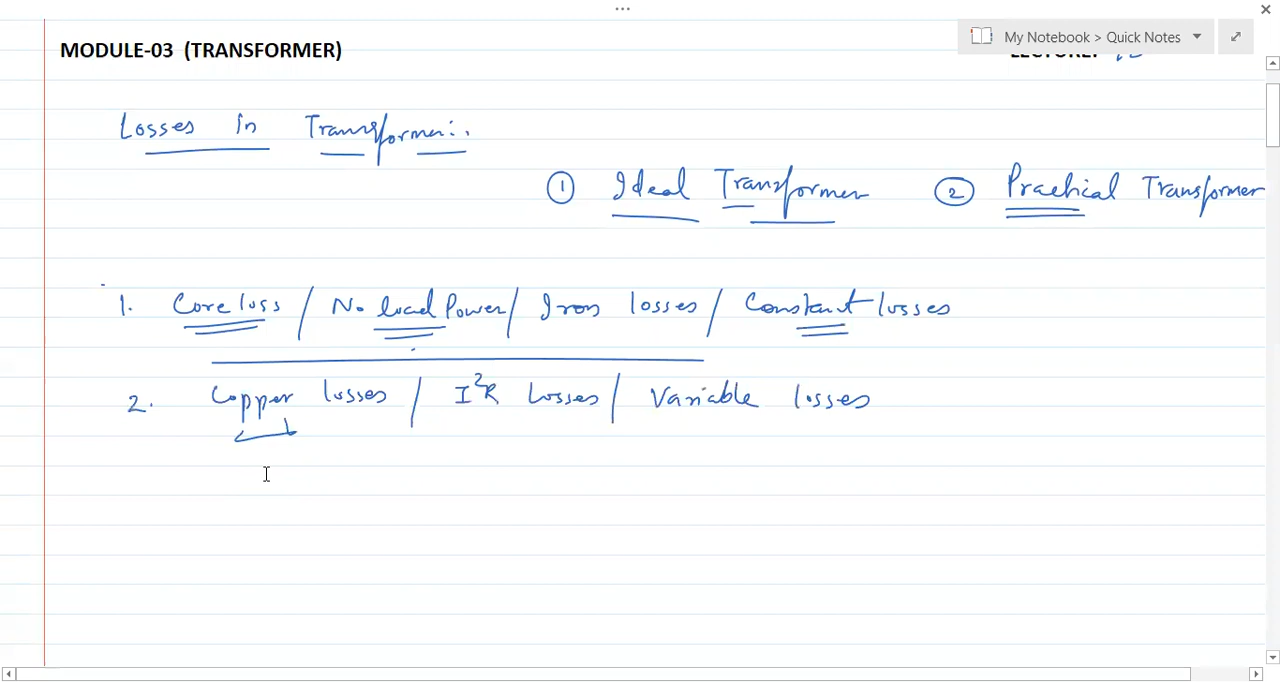 ...
My Notebook > Quick Notes
MODULE-03 (TRANSFORMER)
LECTURE:
Losses in Transformer:.
① Ideal Transformer ② Practical Transformer
1. Core loss / No load Power / Iron losses / Constant losses
2. Copper losses / I²R Losses / Variable losses